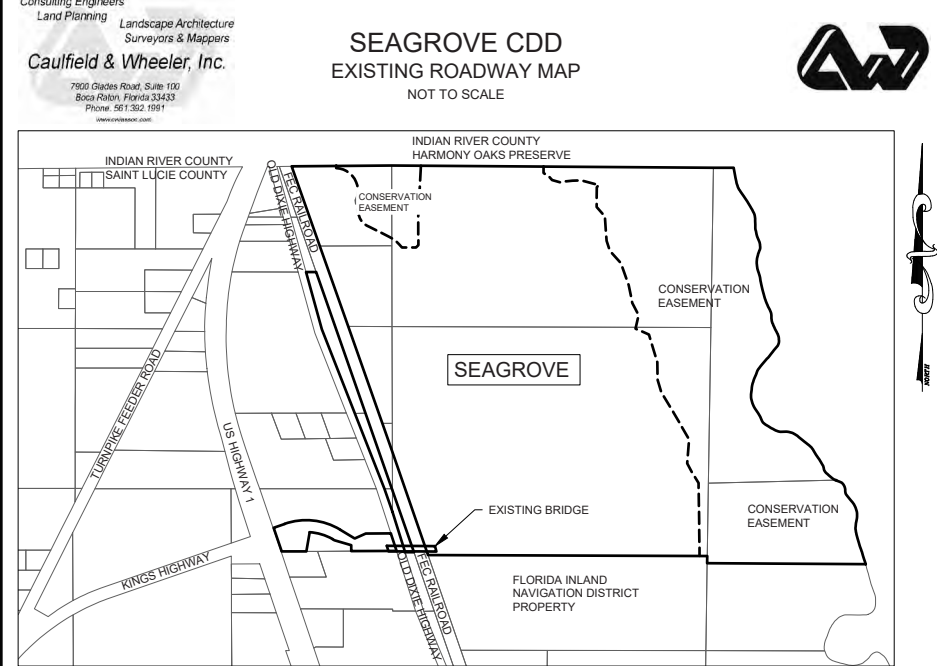 Consulting Engineers
Land Planning
Landscape Architecture
Surveyors & Mappers
Caulfield & Wheeler, Inc.
7900 Glades Road, Suite 100
Boca Raton, Florida 33433
Phone: 561.392.1991
www.cwiassoc.com
SEAGROVE CDD
EXISTING ROADWAY MAP
NOT TO SCALE
INDIAN RIVER COUNTY
SAINT LUCIE COUNTY
INDIAN RIVER COUNTY
HARMONY OAKS PRESERVE
OLD DIXIE HIGHWAY
FEC RAILROAD
CONSERVATION
EASEMENT
CONSERVATION
EASEMENT
SEAGROVE
TURNPIKE FEEDER ROAD
US HIGHWAY 1
KINGS HIGHWAY
EXISTING BRIDGE
CONSERVATION
EASEMENT
OLD DIXIE HIGHWAY
FEC RAILROAD
FLORIDA INLAND
NAVIGATION DISTRICT
PROPERTY
NORTH